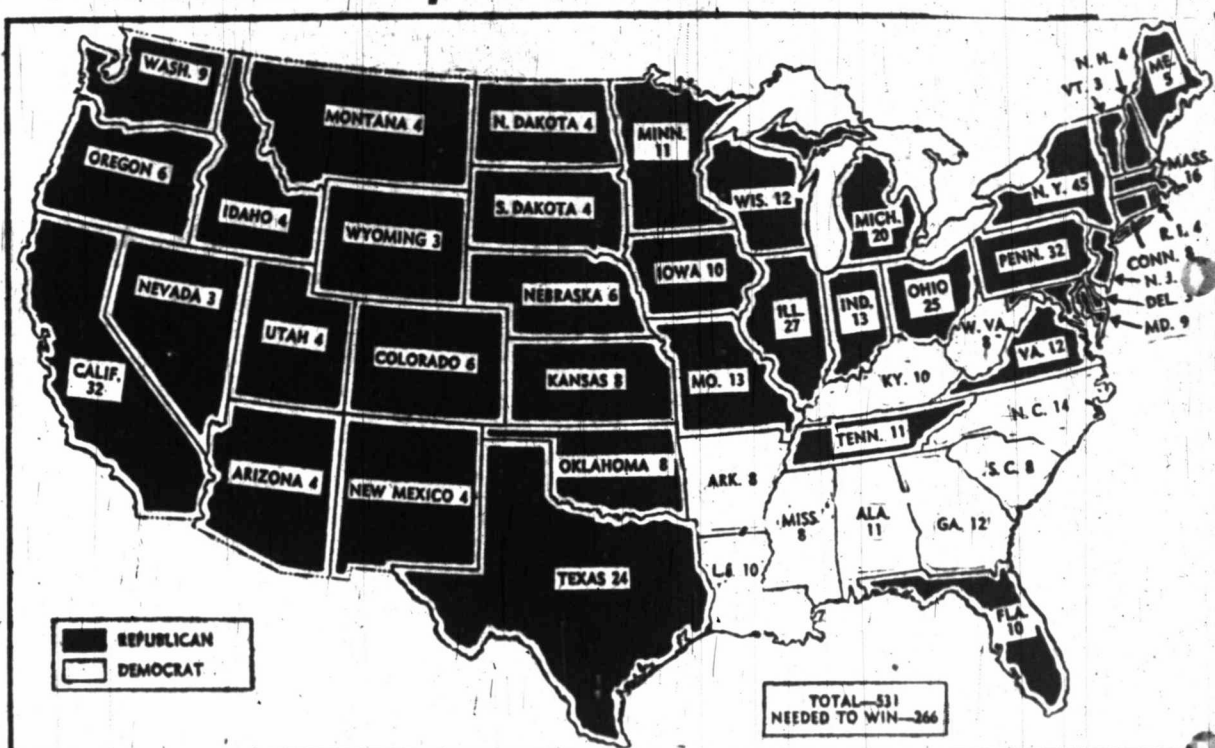 WASH. 9
OREGON 6
CALIF.
32
IDAHO 4
NEVADA 3
MONTANA 4
WYOMING 3
UTAH 4
COLORADO 6
ARIZONA 4
NEW MEXICO 4
N. DAKOTA 4
S. DAKOTA 4
NEBRASKA 6
KANSAS 8
OKLAHOMA 8
TEXAS 24
MINN.
11
IOWA 10
MO. 13
ARK. 8
10
WIS. 12
ILL.
27
MICH.
20
IND.
13
OHIO
25
KY. 10
TENN. 11
MISS.
8
ALA.
11
GA. 12
FLA.
10
S. C. 8
N. C. 14
VA. 12
W. VA.
8
PENN. 32
N. Y. 45
VT. 3
N. H. 4
ME.
5
MASS.
16
R. I. 4
CONN. 8
N. J.
DEL. 3
MD. 9
REPUBLICAN
DEMOCRAT
TOTAL—531
NEEDED TO WIN—266